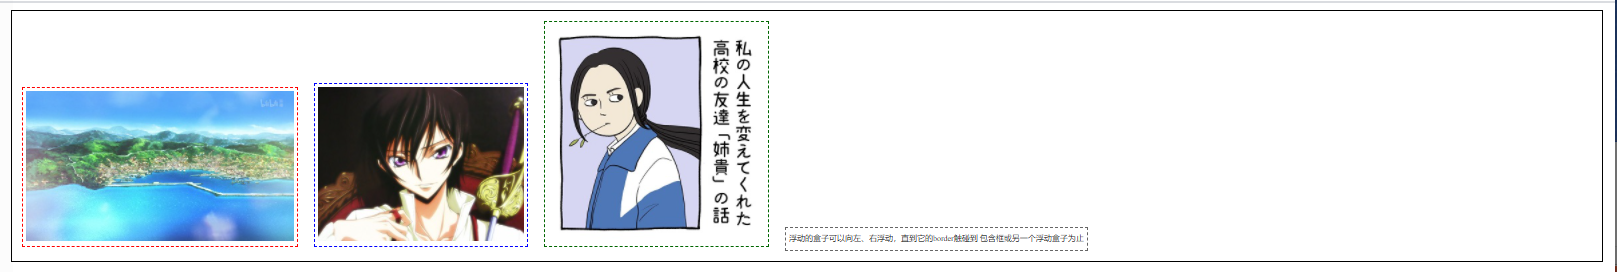 私の人生を変えてくれた
高校の友達「姉貴」の話
浮动的盒子可以向左、右浮动，直到它的border触碰到 包含框或另一个浮动盒子为止